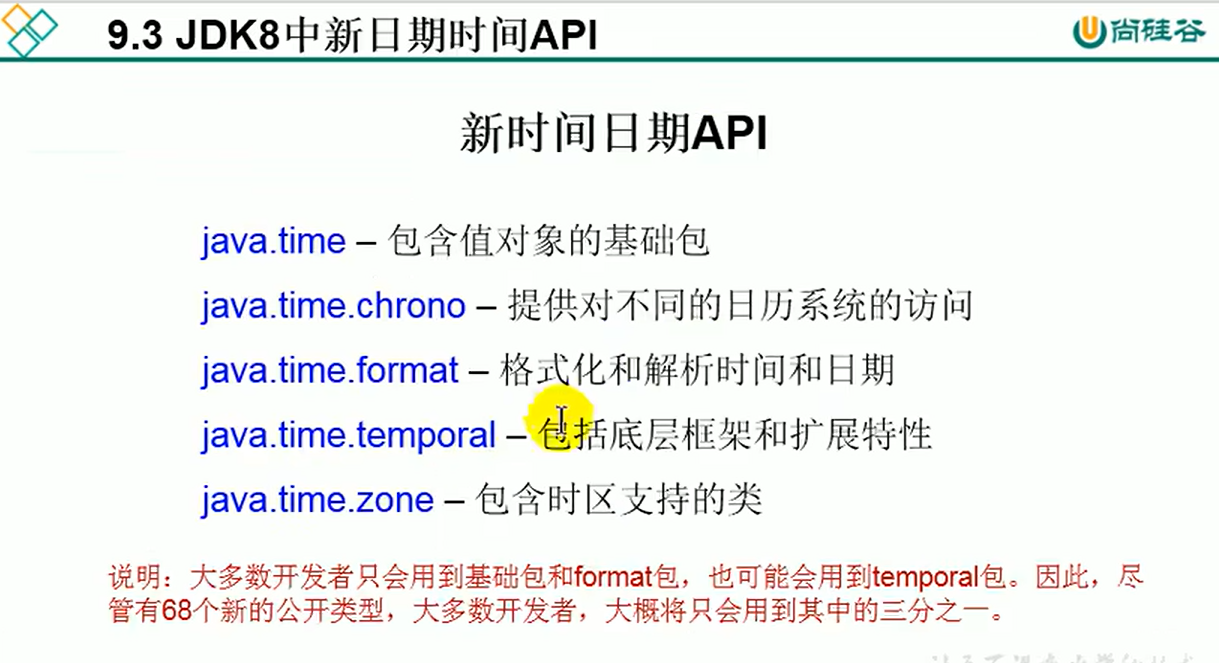 9.3 JDK8中新日期时间API
尚硅谷
新时间日期API
java.time – 包含值对象的基础包
java.time.chrono – 提供对不同的日历系统的访问
java.time.format – 格式化和解析时间和日期
java.time.temporal – 包括底层框架和扩展特性
java.time.zone – 包含时区支持的类
说明：大多数开发者只会用到基础包和format包，也可能会用到temporal包。因此，尽
管有68个新的公开类型，大多数开发者，大概将只会用到其中的三分之一。